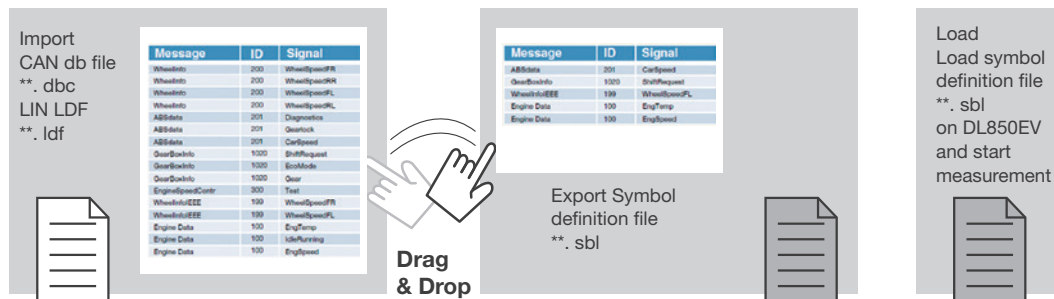 Import
CAN db file
**. dbc
LIN LDF
**. ldf
Message ID Signal
WheelInfo 200 WheelSpeedFR
WheelInfo 200 WheelSpeedRR
WheelInfo 200 WheelSpeedFL
WheelInfo 200 WheelSpeedRL
ABSdata 201 Diagnostics
ABSdata 201 Gearlock
ABSdata 201 CarSpeed
GearBoxInfo 1020 ShiftRequest
GearBoxInfo 1020 EcoMode
GearBoxInfo 1020 Gear
EngineSpeedContr 300 Test
WheelInfoIEEE 199 WheelSpeedFR
WheelInfoIEEE 199 WheelSpeedFL
Engine Data 100 EngTemp
Engine Data 100 IdleRunning
Engine Data 100 EngSpeed
Drag
& Drop
Message ID Signal
ABSdata 201 CarSpeed
GearBoxInfo 1020 ShiftRequest
WheelInfoIEEE 199 WheelSpeedFL
Engine Data 100 EngTemp
Engine Data 100 EngSpeed
Export Symbol
definition file
**. sbl
Load
Load symbol
definition file
**. sbl
on DL850EV
and start
measurement